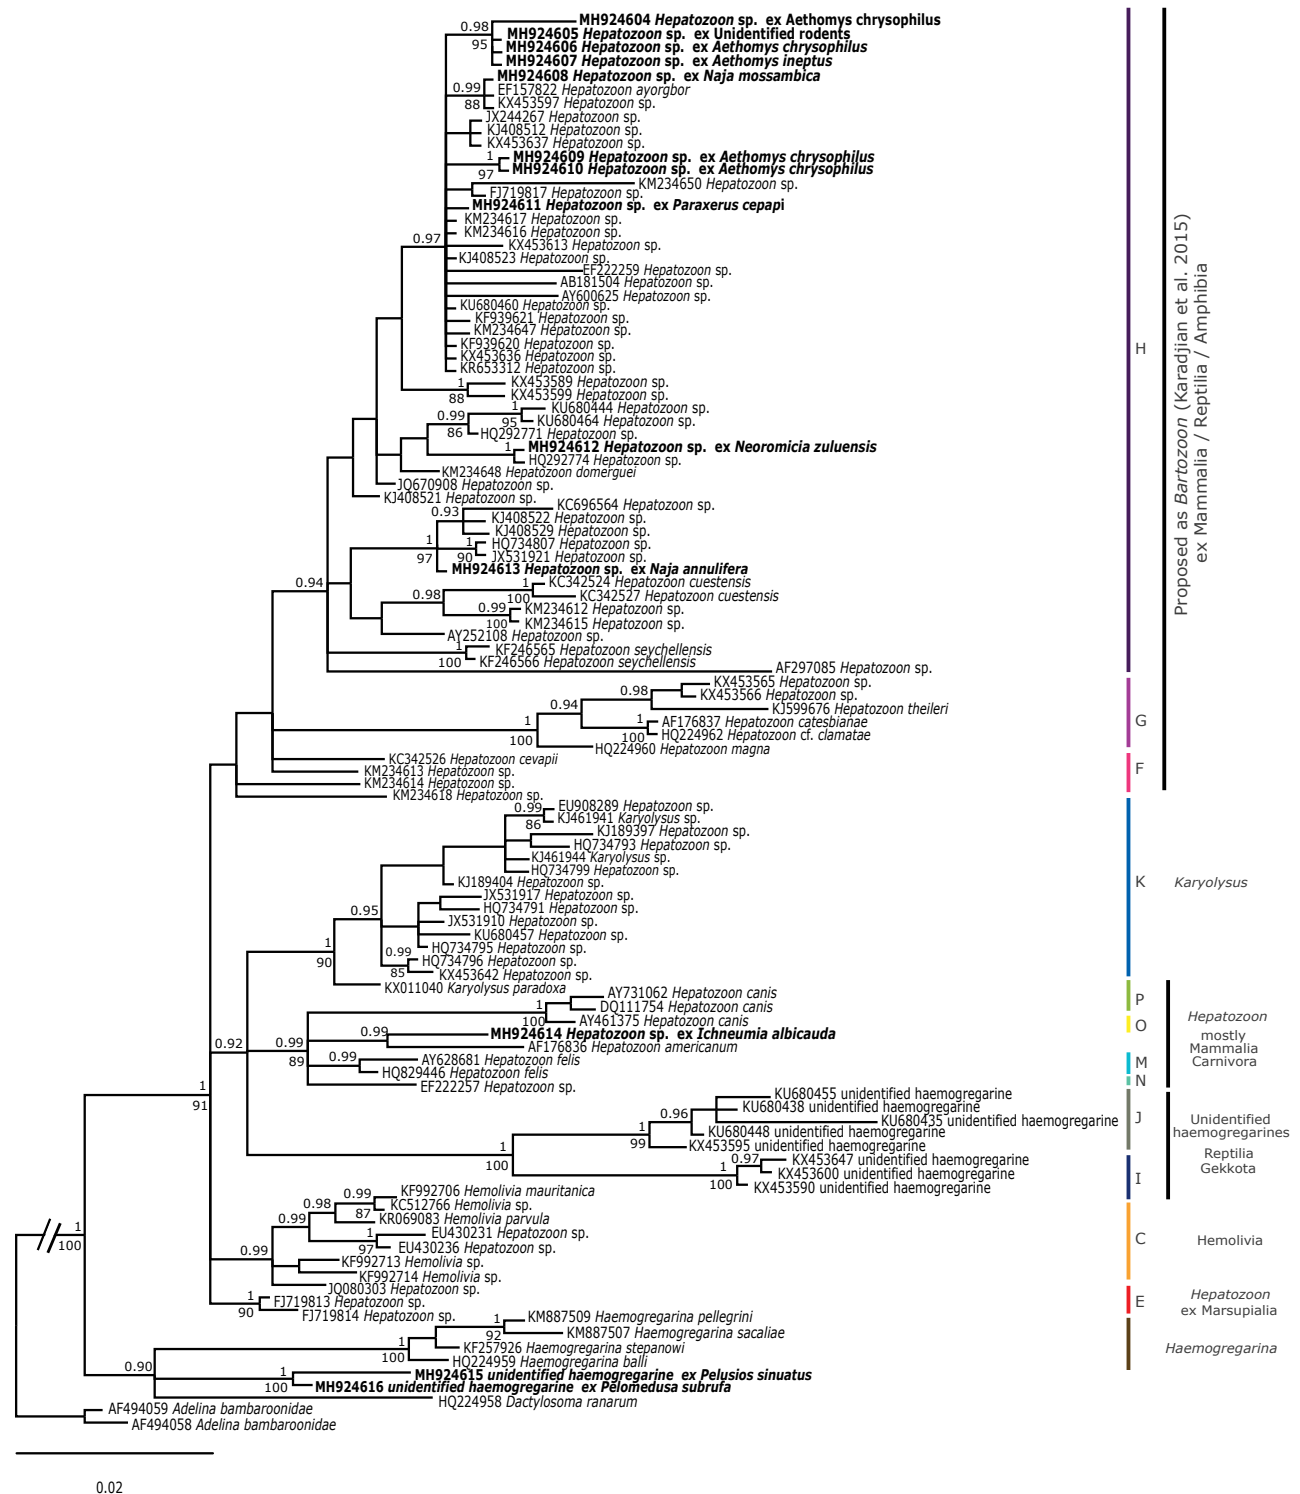 0.98
95
MH924604 Hepatozoon sp. ex Aethomys chrysophilus
MH924605 Hepatozoon sp. ex Unidentified rodents
MH924606 Hepatozoon sp. ex Aethomys chrysophilus
MH924607 Hepatozoon sp. ex Aethomys ineptus
MH924608 Hepatozoon sp. ex Naja mossambica
0.99
88
EF157822 Hepatozoon ayorgbor
KX453597 Hepatozoon sp.
JX244267 Hepatozoon sp.
KJ408512 Hepatozoon sp.
KX453637 Hepatozoon sp.
1
97
MH924609 Hepatozoon sp. ex Aethomys chrysophilus
MH924610 Hepatozoon sp. ex Aethomys chrysophilus
KM234650 Hepatozoon sp.
FJ719817 Hepatozoon sp.
MH924611 Hepatozoon sp. ex Paraxerus cepapi
KM234617 Hepatozoon sp.
KM234616 Hepatozoon sp.
0.97
KX453613 Hepatozoon sp.
KJ408523 Hepatozoon sp.
EF222259 Hepatozoon sp.
AB181504 Hepatozoon sp.
AY600625 Hepatozoon sp.
KU680460 Hepatozoon sp.
KF939621 Hepatozoon sp.
KM234647 Hepatozoon sp.
KF939620 Hepatozoon sp.
KX453636 Hepatozoon sp.
KR653312 Hepatozoon sp.
1
88
KX453589 Hepatozoon sp.
KX453599 Hepatozoon sp.
0.99
86
1
95
KU680444 Hepatozoon sp.
KU680464 Hepatozoon sp.
HQ292771 Hepatozoon sp.
1
MH924612 Hepatozoon sp. ex Neoromicia zuluensis
HQ292774 Hepatozoon sp.
KM234648 Hepatozoon domerguei
JQ670908 Hepatozoon sp.
KJ408521 Hepatozoon sp.
0.93
KC696564 Hepatozoon sp.
KJ408522 Hepatozoon sp.
KJ408529 Hepatozoon sp.
1
97
1
90
HQ734807 Hepatozoon sp.
JX531921 Hepatozoon sp.
MH924613 Hepatozoon sp. ex Naja annulifera
0.94
0.98
1
100
KC342524 Hepatozoon cuestensis
KC342527 Hepatozoon cuestensis
0.99
100
KM234612 Hepatozoon sp.
KM234615 Hepatozoon sp.
AY252108 Hepatozoon sp.
1
100
KF246565 Hepatozoon seychellensis
KF246566 Hepatozoon seychellensis
AF297085 Hepatozoon sp.
H
Proposed as Bartozoon (Karadjian et al. 2015)
ex Mammalia / Reptilia / Amphibia
1
100
0.94
0.98
KX453565 Hepatozoon sp.
KX453566 Hepatozoon sp.
KJ599676 Hepatozoon theileri
1
100
AF176837 Hepatozoon catesbianae
HQ224962 Hepatozoon cf. clamatae
HQ224960 Hepatozoon magna
G
KC342526 Hepatozoon cevapii
KM234613 Hepatozoon sp.
KM234614 Hepatozoon sp.
KM234618 Hepatozoon sp.
F
0.99
86
EU908289 Hepatozoon sp.
KJ461941 Karyolysus sp.
KJ189397 Hepatozoon sp.
HQ734793 Hepatozoon sp.
KJ461944 Karyolysus sp.
HQ734799 Hepatozoon sp.
KJ189404 Hepatozoon sp.
0.95
JX531917 Hepatozoon sp.
HQ734791 Hepatozoon sp.
JX531910 Hepatozoon sp.
KU680457 Hepatozoon sp.
1
90
HQ734795 Hepatozoon sp.
0.99
85
HQ734796 Hepatozoon sp.
KX453642 Hepatozoon sp.
KX011040 Karyolysus paradoxa
K
Karyolysus
1
100
AY731062 Hepatozoon canis
DQ111754 Hepatozoon canis
AY461375 Hepatozoon canis
0.92
0.99
89
0.99
MH924614 Hepatozoon sp. ex Ichneumia albicauda
AF176836 Hepatozoon americanum
0.99
AY628681 Hepatozoon felis
HQ829446 Hepatozoon felis
EF222257 Hepatozoon sp.
P
O
M
N
Hepatozoon
mostly
Mammalia
Carnivora
1
91
KU680455 unidentified haemogregarine
KU680438 unidentified haemogregarine
0.96
KU680435 unidentified haemogregarine
1
99
KU680448 unidentified haemogregarine
KX453595 unidentified haemogregarine
1
100
1
100
0.97
KX453647 unidentified haemogregarine
KX453600 unidentified haemogregarine
KX453590 unidentified haemogregarine
J
I
Unidentified
haemogregarines
Reptilia
Gekkota
0.99
87
KF992706 Hemolivia mauritanica
KC512766 Hemolivia sp.
0.98
KR069083 Hemolivia parvula
0.99
1
97
EU430231 Hepatozoon sp.
EU430236 Hepatozoon sp.
0.99
KF992713 Hemolivia sp.
KF992714 Hemolivia sp.
JQ080303 Hepatozoon sp.
C
Hemolivia
1
90
FJ719813 Hepatozoon sp.
FJ719814 Hepatozoon sp.
E
Hepatozoon
ex Marsupialia
1
100
1
92
KM887509 Haemogregarina pellegrini
KM887507 Haemogregarina sacaliae
KF257926 Haemogregarina stepanowi
1
100
HQ224959 Haemogregarina balli
Haemogregarina
0.90
1
100
MH924615 unidentified haemogregarine ex Pelusios sinuatus
MH924616 unidentified haemogregarine ex Pelomedusa subrufa
HQ224958 Dactylosoma ranarum
AF494059 Adelina bambaroonidae
AF494058 Adelina bambaroonidae
0.02